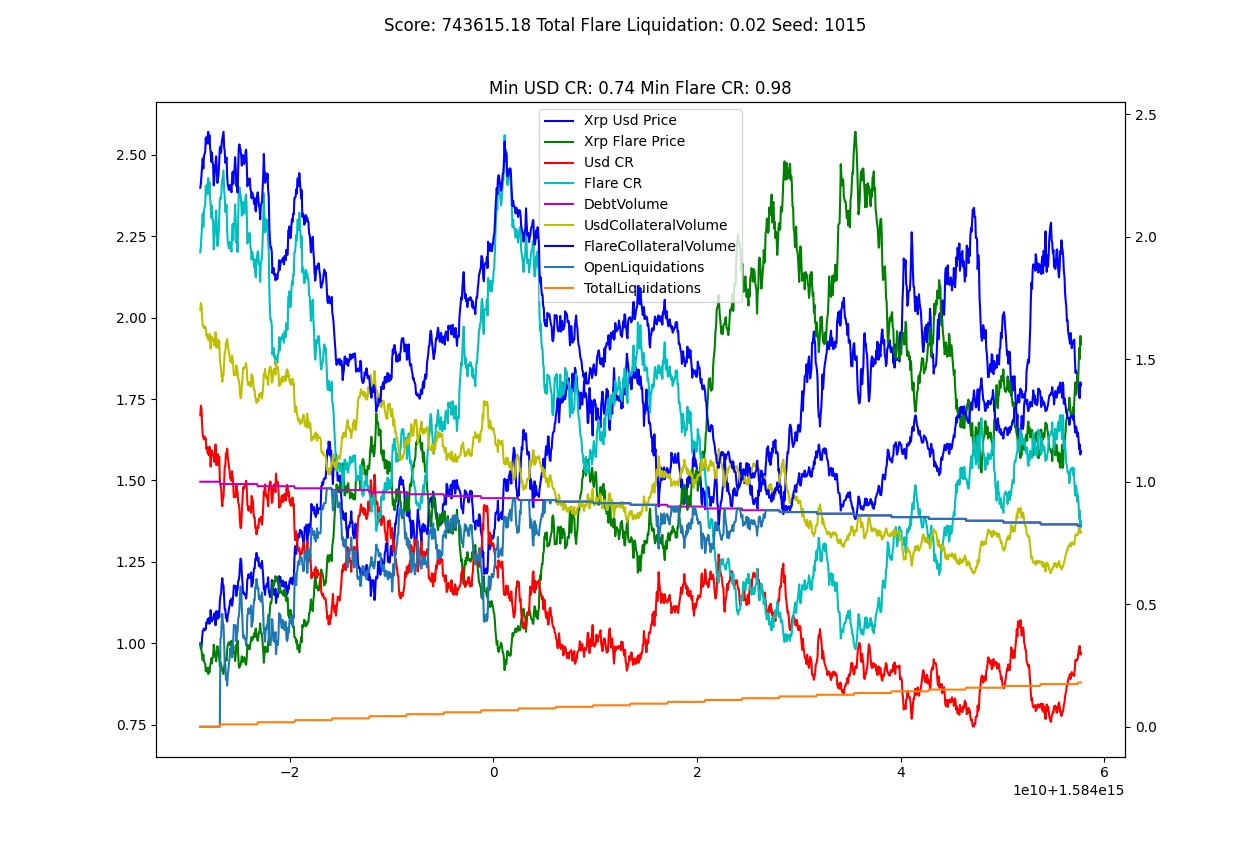 Score: 743615.18 Total Flare Liquidation: 0.02 Seed: 1015
Min USD CR: 0.74 Min Flare CR: 0.98
Xrp Usd Price
Xrp Flare Price
Usd CR
Flare CR
DebtVolume
UsdCollateralVolume
FlareCollateralVolume
OpenLiquidations
TotalLiquidations
2.50
2.25
2.00
1.75
1.50
1.25
1.00
0.75
2.5
2.0
1.5
1.0
0.5
0.0
−2
0
2
4
6
1e10+1.584e15